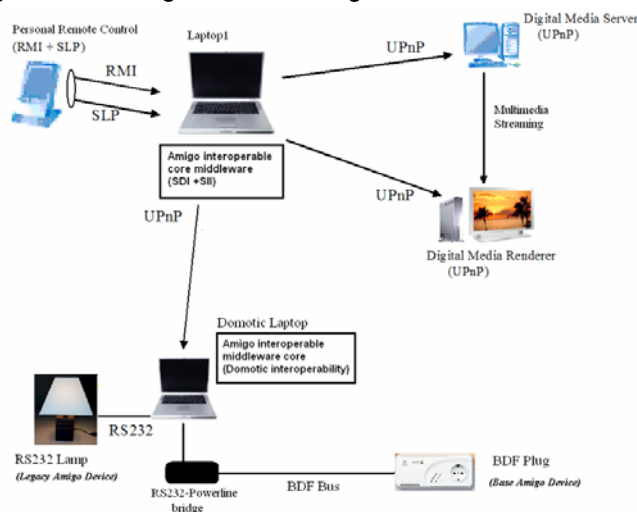 Personal Remote Control
(RMI + SLP)
Laptop1
Digital Media Server
(UPnP)
RMI
SLP
UPnP
Multimedia
Streaming
Amigo interoperable
core middleware
(SDI +SII)
UPnP
UPnP
Digital Media Renderer
(UPnP)
Domotic Laptop
Amigo interoperable
middleware core
(Domotic interoperability)
RS232
RS232 Lamp
(Legacy Amigo Device)
RS232-Powerline
bridge
BDF Bus
BDF Plug
(Base Amigo Device)